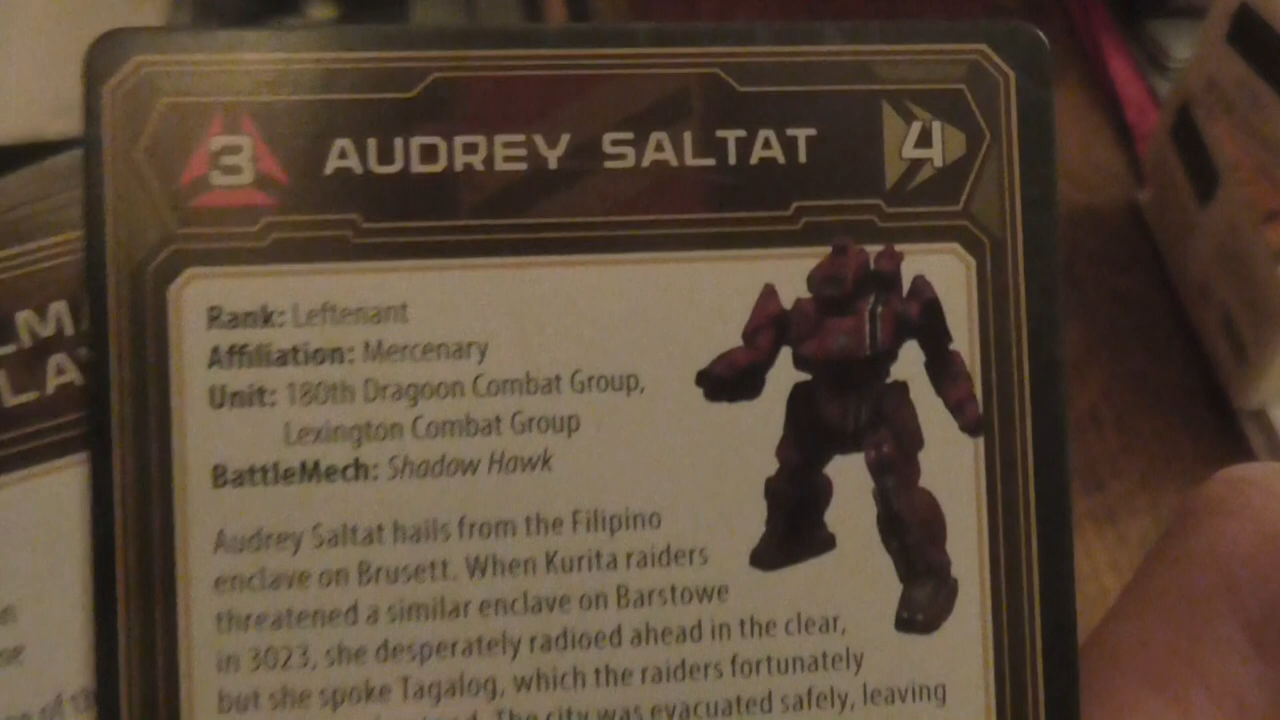 3 AUDREY SALTAT 4
Rank: Leftenant
Affiliation: Mercenary
Unit: 180th Dragoon Combat Group,
Lexington Combat Group
BattleMech: Shadow Hawk
Audrey Saltat hails from the Filipino
enclave on Brusett. When Kurita raiders
threatened a similar enclave on Barstowe
in 3023, she desperately radioed ahead in the clear,
but she spoke Tagalog, which the raiders fortunately
The city was evacuated safely, leaving
LM
LA